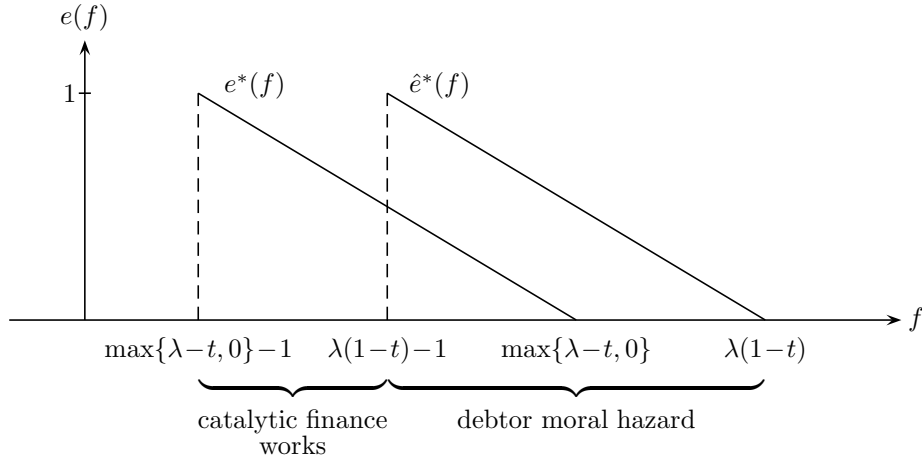 e(f)
1
e*(f)
ê*(f)
f
max{λ−t, 0}−1
λ(1−t)−1
max{λ−t, 0}
λ(1−t)
catalytic finance
works
debtor moral hazard